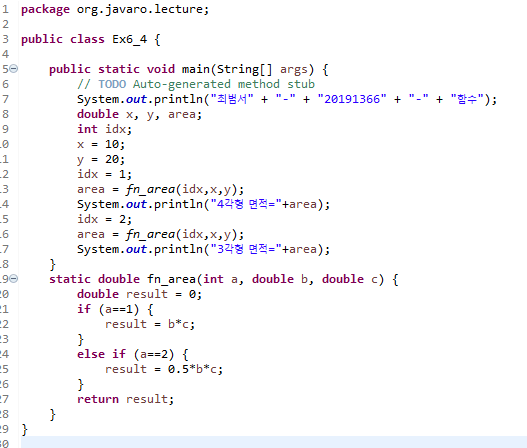 1 package org.javaro.lecture;
2
3 public class Ex6_4 {
4
5     public static void main(String[] args) {
6         // TODO Auto-generated method stub
7         System.out.println("최범서" + "-" + "20191366" + "-" + "함수");
8         double x, y, area;
9         int idx;
10         x = 10;
11         y = 20;
12         idx = 1;
13         area = fn_area(idx,x,y);
14         System.out.println("4각형 면적="+area);
15         idx = 2;
16         area = fn_area(idx,x,y);
17         System.out.println("3각형 면적="+area);
18     }
19     static double fn_area(int a, double b, double c) {
20         double result = 0;
21         if (a==1) {
22             result = b*c;
23         }
24         else if (a==2) {
25             result = 0.5*b*c;
26         }
27         return result;
28     }
29 }
30